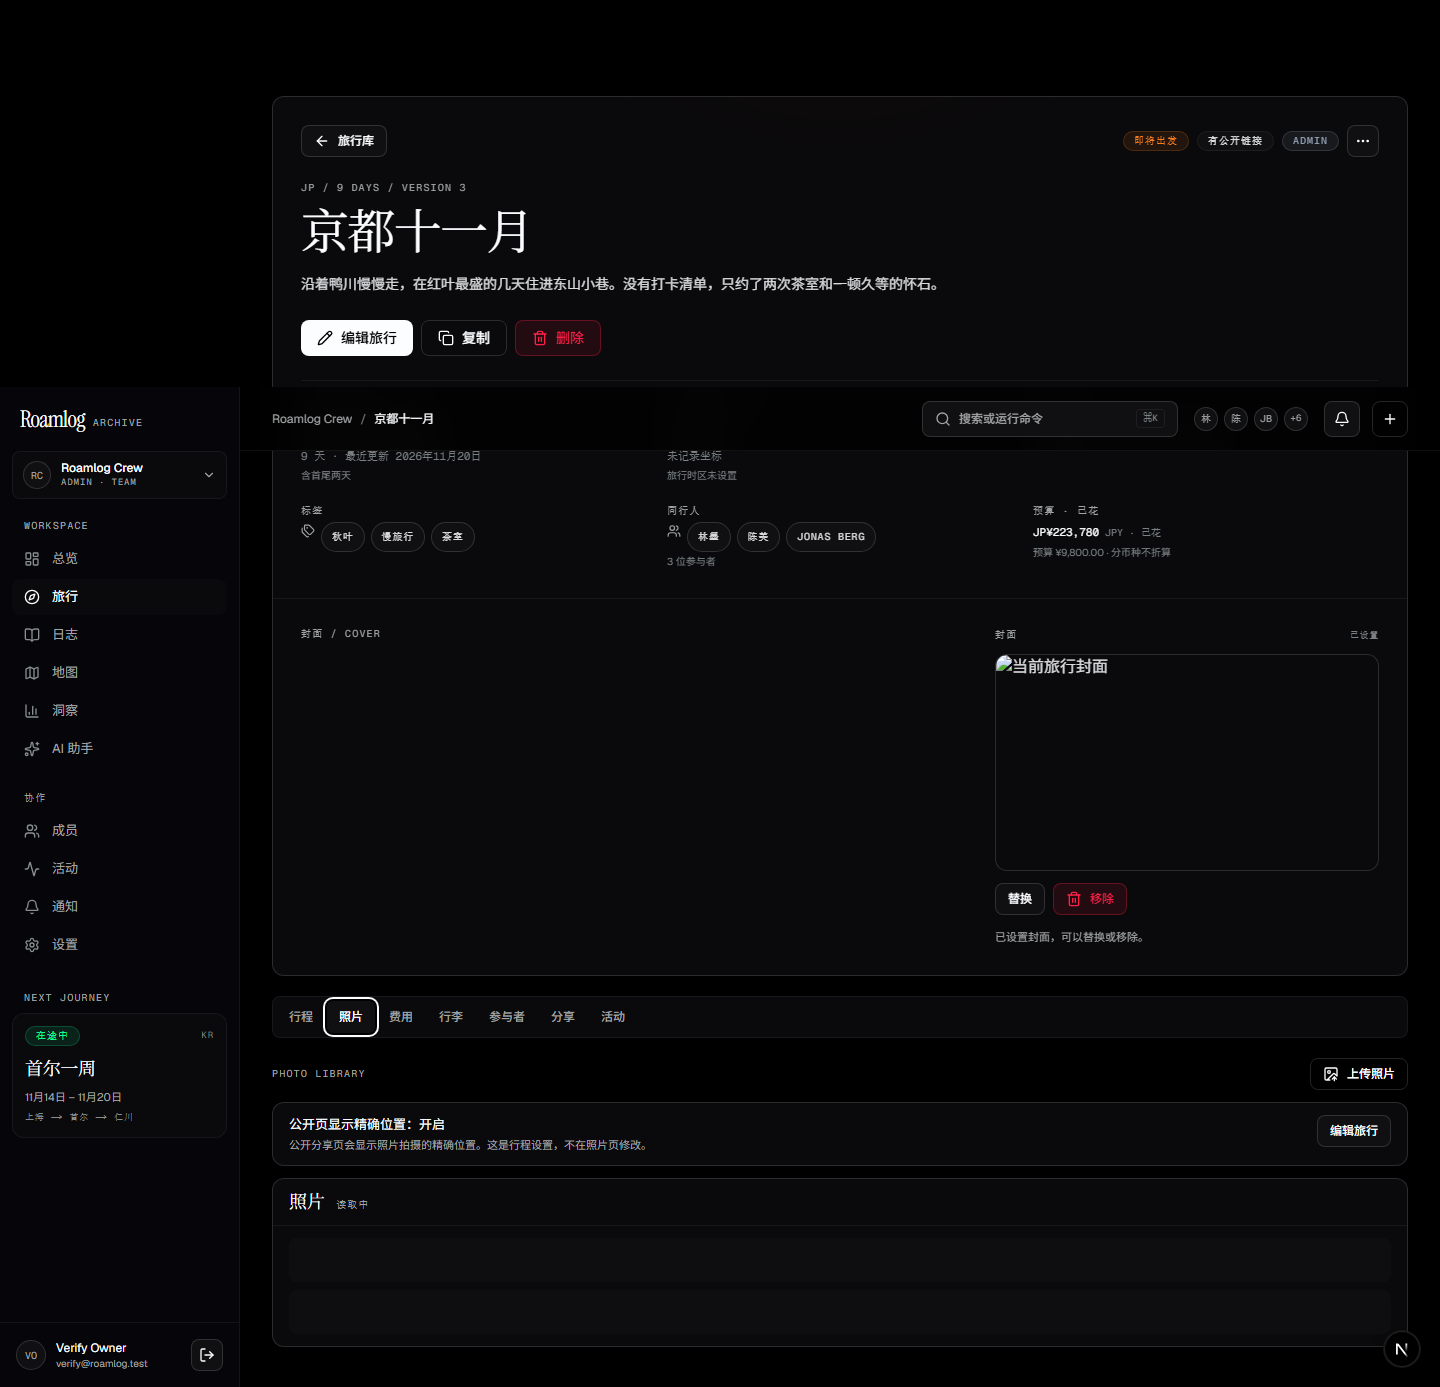 旅行库
即将出发
有公开链接
ADMIN
JP / 9 DAYS / VERSION 3
京都十一月
沿着鸭川慢慢走，在红叶最盛的几天住进东山小巷。没有打卡清单，只约了两次茶室和一顿久等的怀石。
编辑旅行
复制
删除
Roamlog ARCHIVE
RC
Roamlog Crew
ADMIN · TEAM
WORKSPACE
总览
旅行
日志
地图
洞察
AI 助手
协作
成员
活动
通知
设置
NEXT JOURNEY
在途中
KR
首尔一周
11月14日 – 11月20日
上海 → 首尔 → 仁川
VO
Verify Owner
verify@roamlog.test
Roamlog Crew / 京都十一月
搜索或运行命令
⌘K
林
陈
JB
+6
9 天 · 最近更新 2026年11月20日
含首尾两天
未记录坐标
旅行时区未设置
标签
秋叶
慢旅行
茶室
同行人
林墨
陈芙
JONAS BERG
3 位参与者
预算 · 已花
JP¥223,780 JPY · 已花
预算 ¥9,800.00 · 分币种不折算
封面 / COVER
封面
已设置
当前旅行封面
替换
移除
已设置封面，可以替换或移除。
行程
照片
费用
行李
参与者
分享
活动
PHOTO LIBRARY
上传照片
公开页显示精确位置：开启
公开分享页会显示照片拍摄的精确位置。这是行程设置，不在照片页修改。
编辑旅行
照片 读取中
N